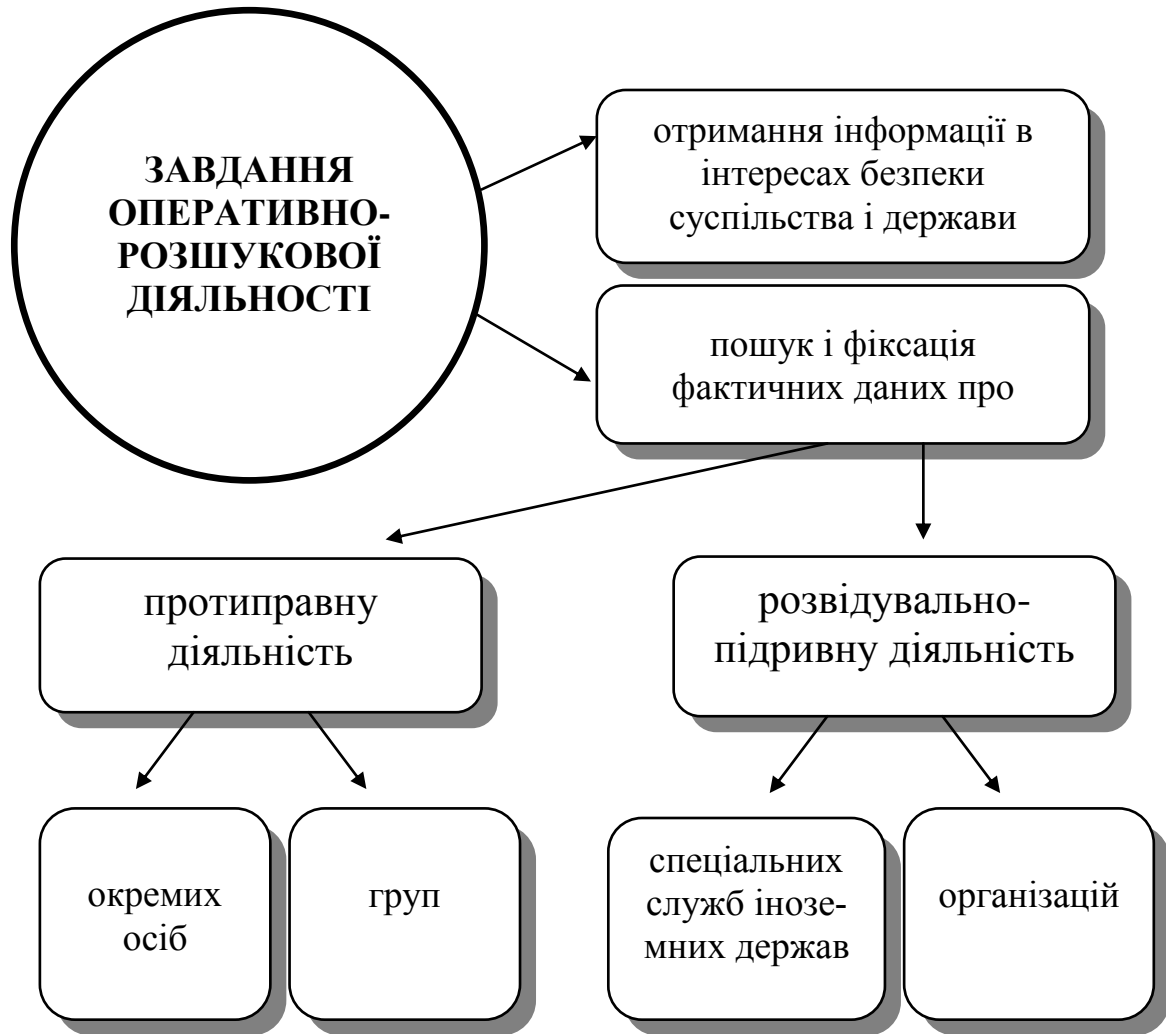 ЗАВДАННЯ
ОПЕРАТИВНО-
РОЗШУКОВОЇ
ДІЯЛЬНОСТІ
отримання інформації в
інтересах безпеки
суспільства і держави
пошук і фіксація
фактичних даних про
протиправну
діяльність
розвідувально-
підривну діяльність
окремих
осіб
груп
спеціальних
служб інозе-
мних держав
організацій